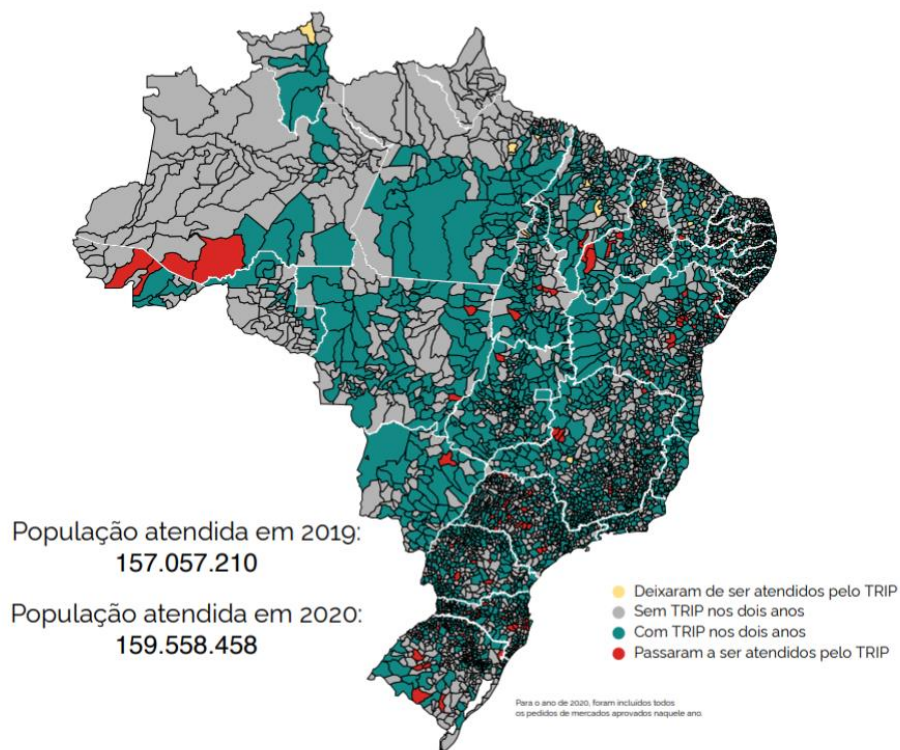 População atendida em 2019:
157.057.210
População atendida em 2020:
159.558.458
Deixaram de ser atendidos pelo TRIP
Sem TRIP nos dois anos
Com TRIP nos dois anos
Passaram a ser atendidos pelo TRIP
Para o ano de 2020, foram incluídos todos
os pedidos de mercados aprovados naquele ano.